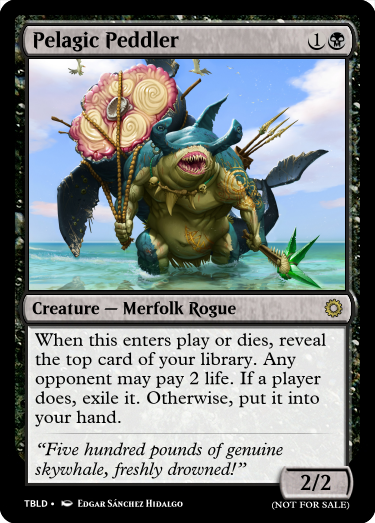 Pelagic Peddler 1
Creature — Merfolk Rogue
When this enters play or dies, reveal
the top card of your library. Any
opponent may pay 2 life. If a player
does, exile it. Otherwise, put it into
your hand.
“Five hundred pounds of genuine
skywhale, freshly drowned!”
2/2
TBLD • Edgar Sánchez Hidalgo (NOT FOR SALE)